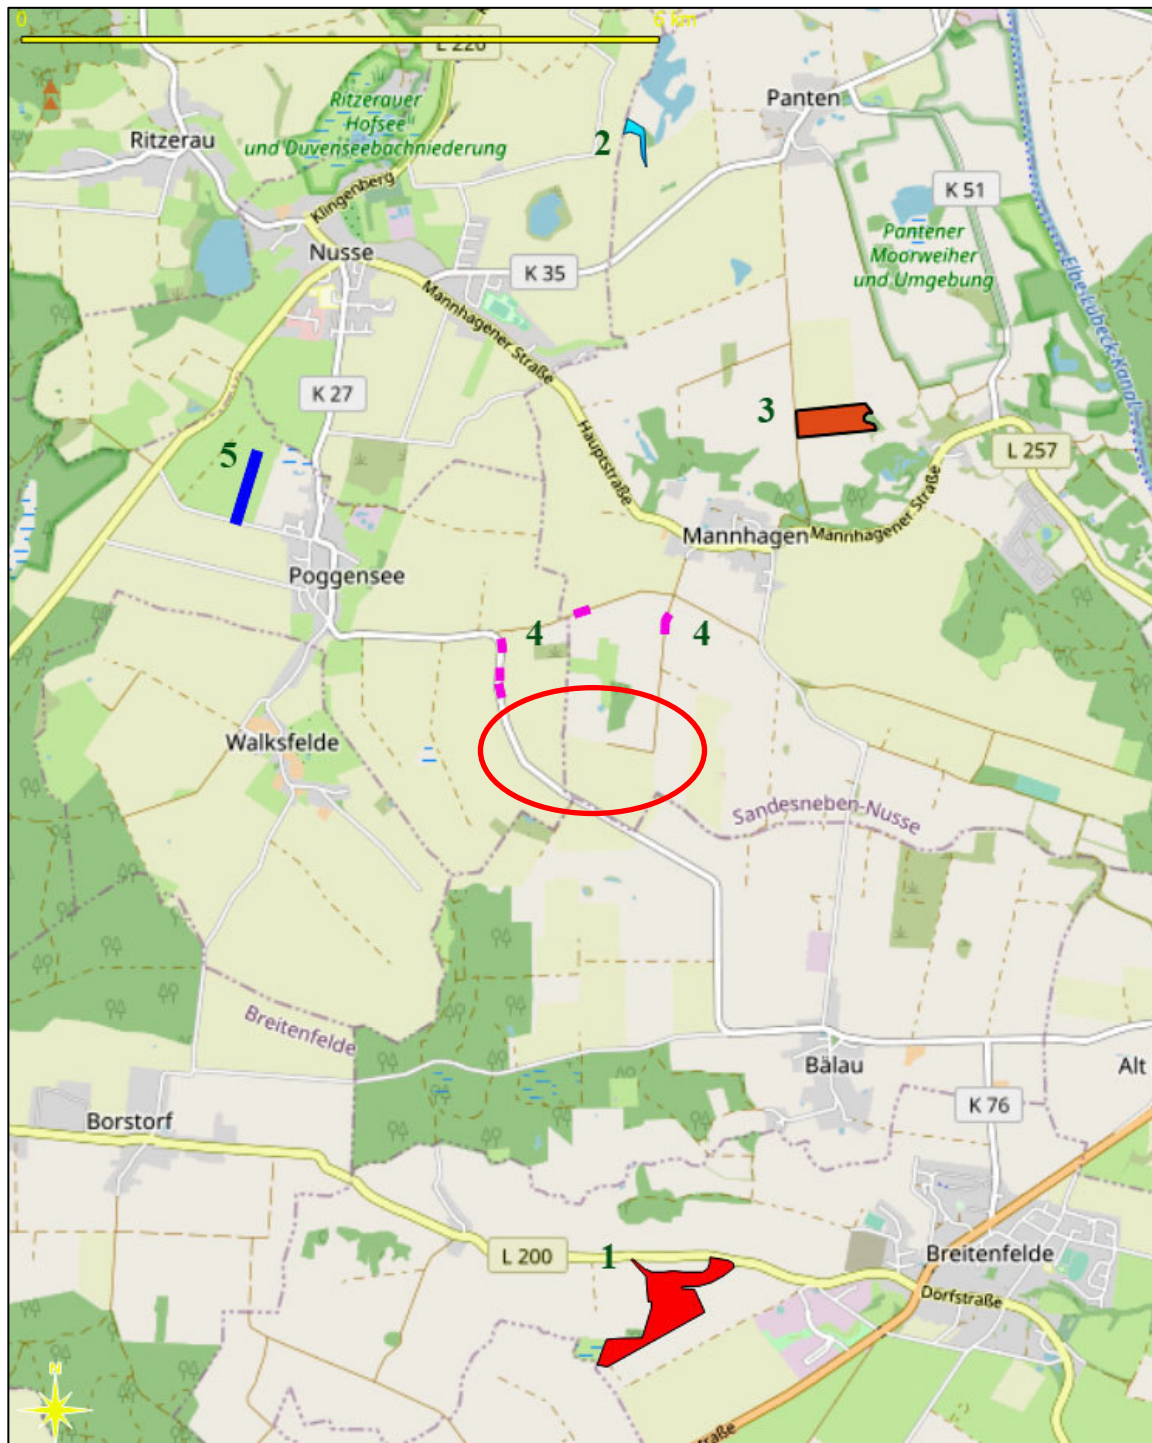 0
6 km
L 220
Ritzerauer
Hofsee
und Duvenseebachniederung
Panten
Ritzerau
2
K 51
Klingenberg
Pantener
Moorweiher
und Umgebung
Nusse
K 35
Elbe-Lübeck-Kanal
Mannhagener Straße
K 27
3
Hauptstraße
5
L 257
Mannhagen
Mannhagener Straße
Poggensee
4
4
Walksfelde
Sandesneben-Nusse
Breitenfelde
Bälau
Alt
K 76
Borstorf
L 200
1
Breitenfelde
Dorfstraße
N
raße